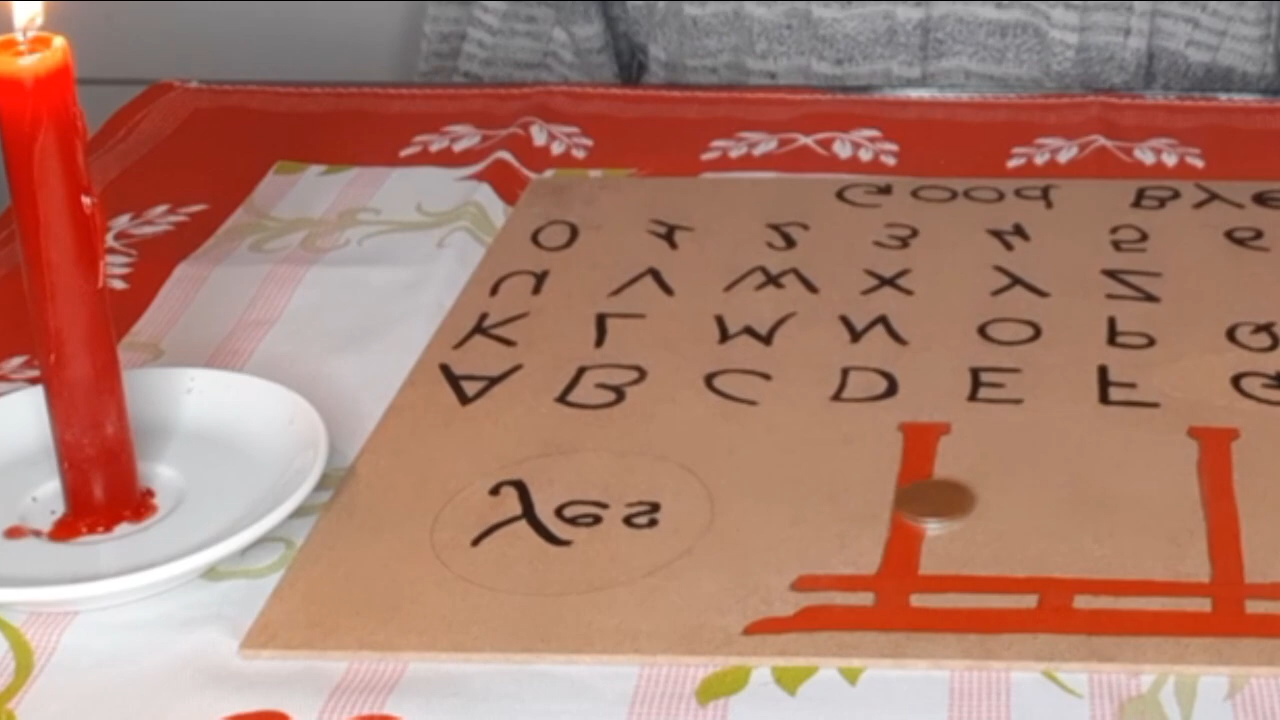 Yes
A B C D E F G
K L M N O P Q
U V W X Y Z
0 1 2 3 4 5 6
Good Bye